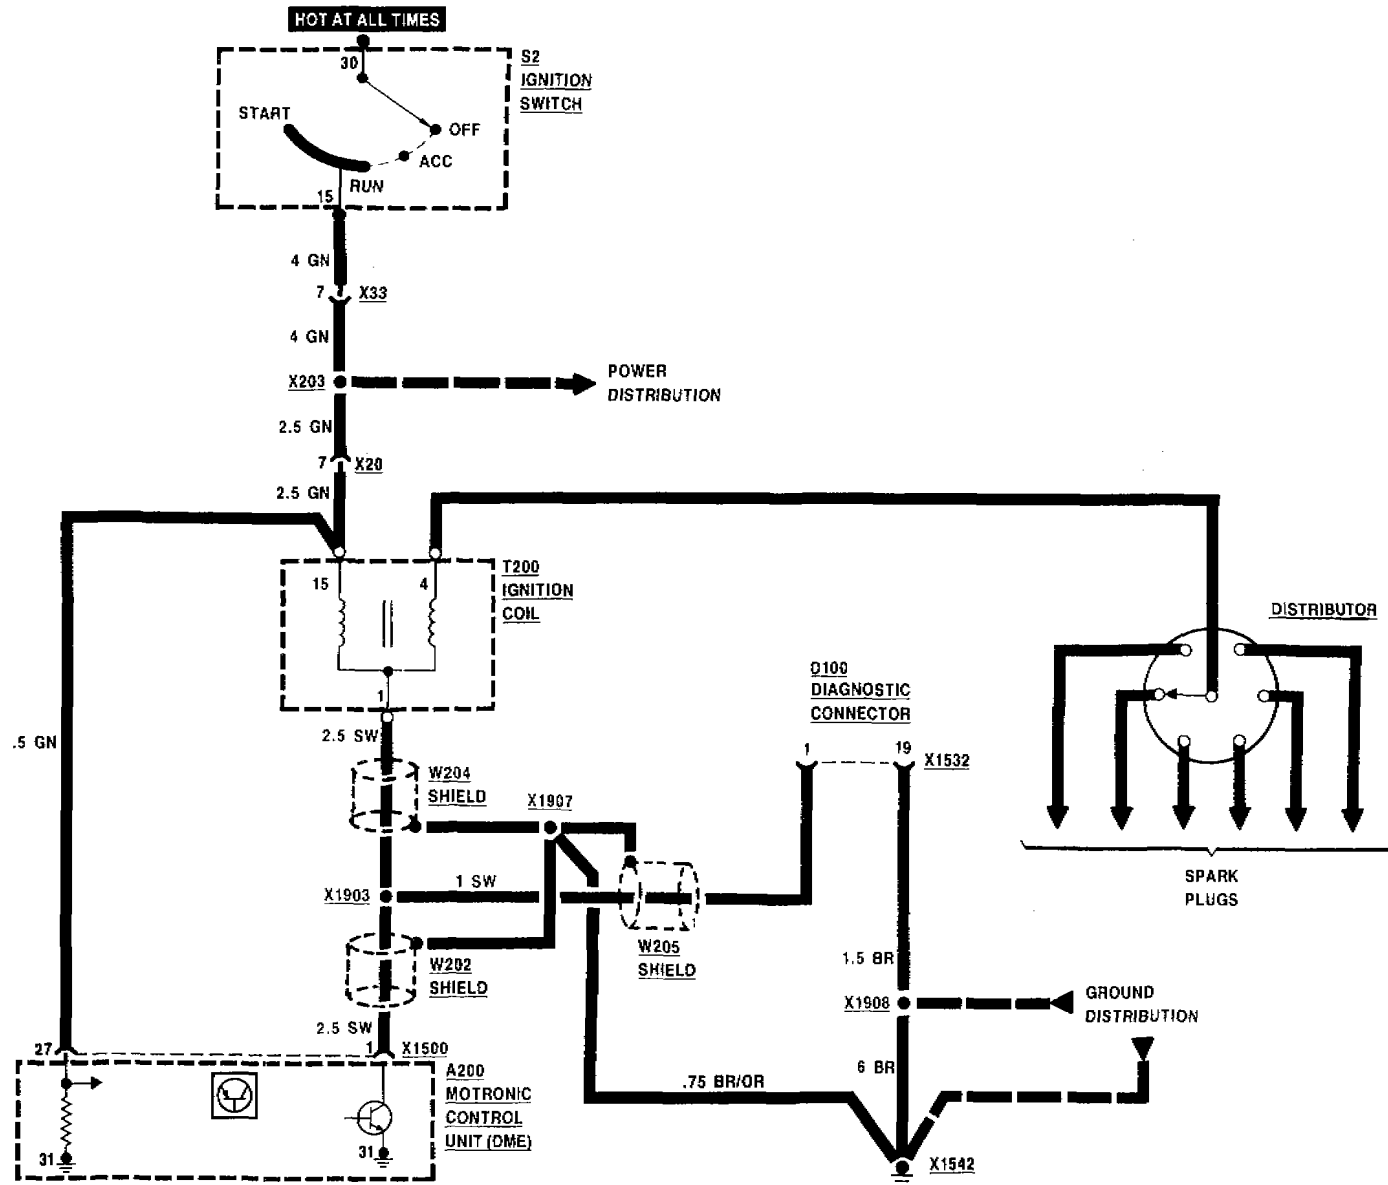 HOT AT ALL TIMES
30
S2
IGNITION
SWITCH
START
OFF
ACC
RUN
15
4 GN
7 X33
4 GN
X203
POWER
DISTRIBUTION
2.5 GN
7 X20
2.5 GN
15
4
T200
IGNITION
COIL
1
DISTRIBUTOR
SPARK
PLUGS
.5 GN
2.5 SW
W204
SHIELD
X1907
D100
DIAGNOSTIC
CONNECTOR
1
19
X1532
X1903
1 SW
W205
SHIELD
W202
SHIELD
2.5 SW
1.5 BR
X1908
GROUND
DISTRIBUTION
6 BR
.75 BR/OR
X1542
27
1 X1500
A200
MOTRONIC
CONTROL
UNIT (DME)
31
31